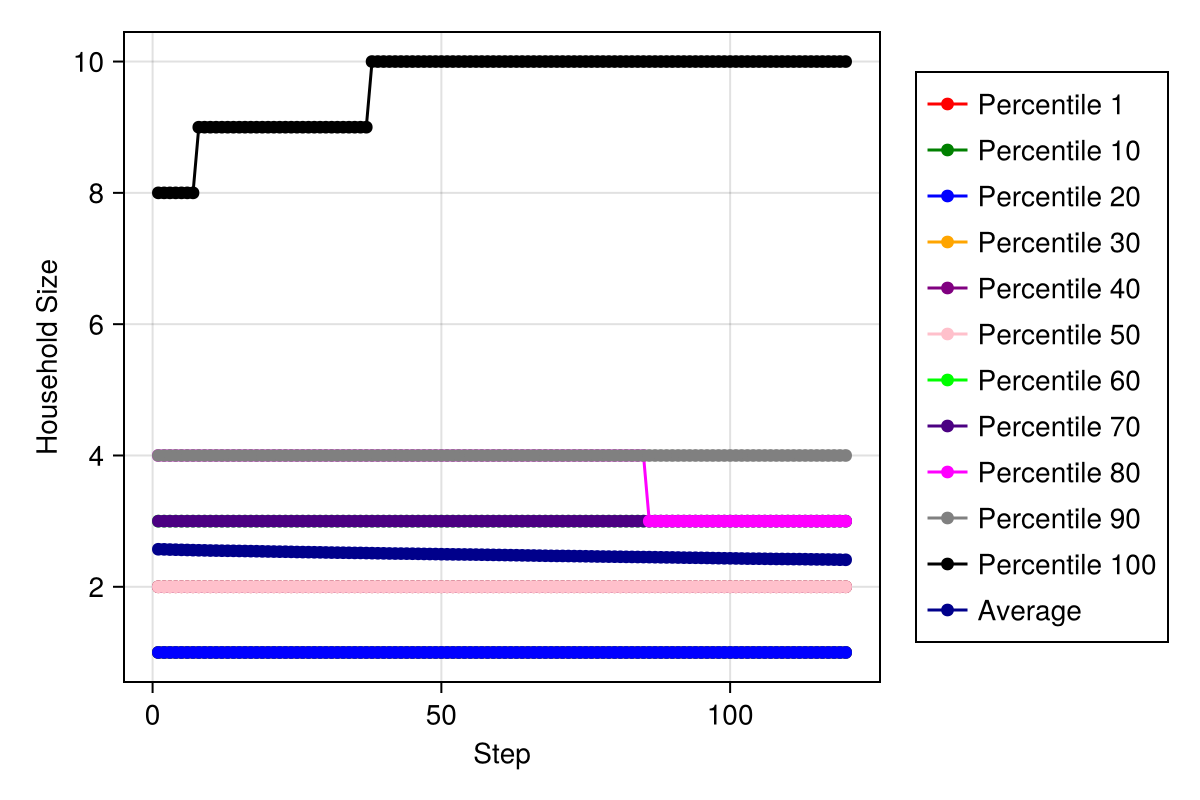 10
8
6
4
2
Household Size
0 50 100
Step
Percentile 1
Percentile 10
Percentile 20
Percentile 30
Percentile 40
Percentile 50
Percentile 60
Percentile 70
Percentile 80
Percentile 90
Percentile 100
Average